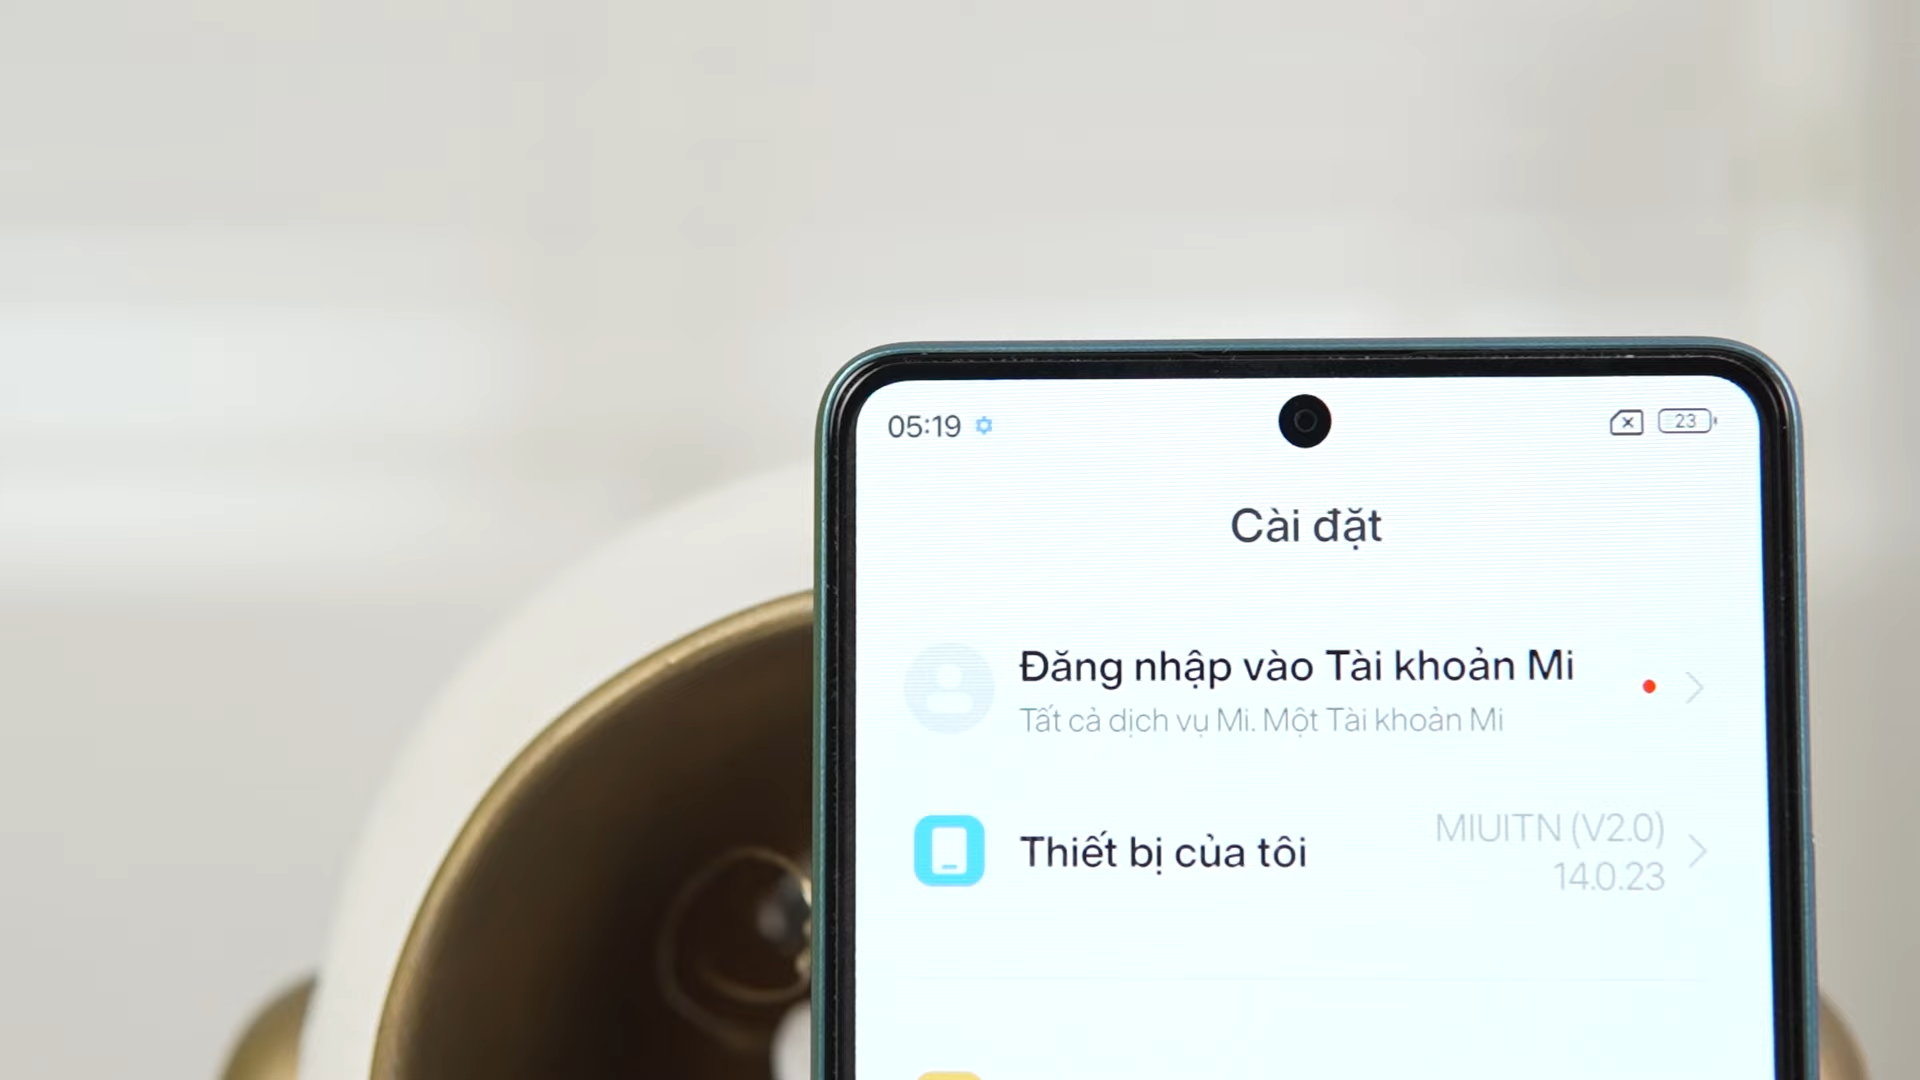 05:19
23
Cài đặt
Đăng nhập vào Tài khoản Mi
Tất cả dịch vụ Mi. Một Tài khoản Mi
Thiết bị của tôi
MIUITN (V2.0)
14.0.23